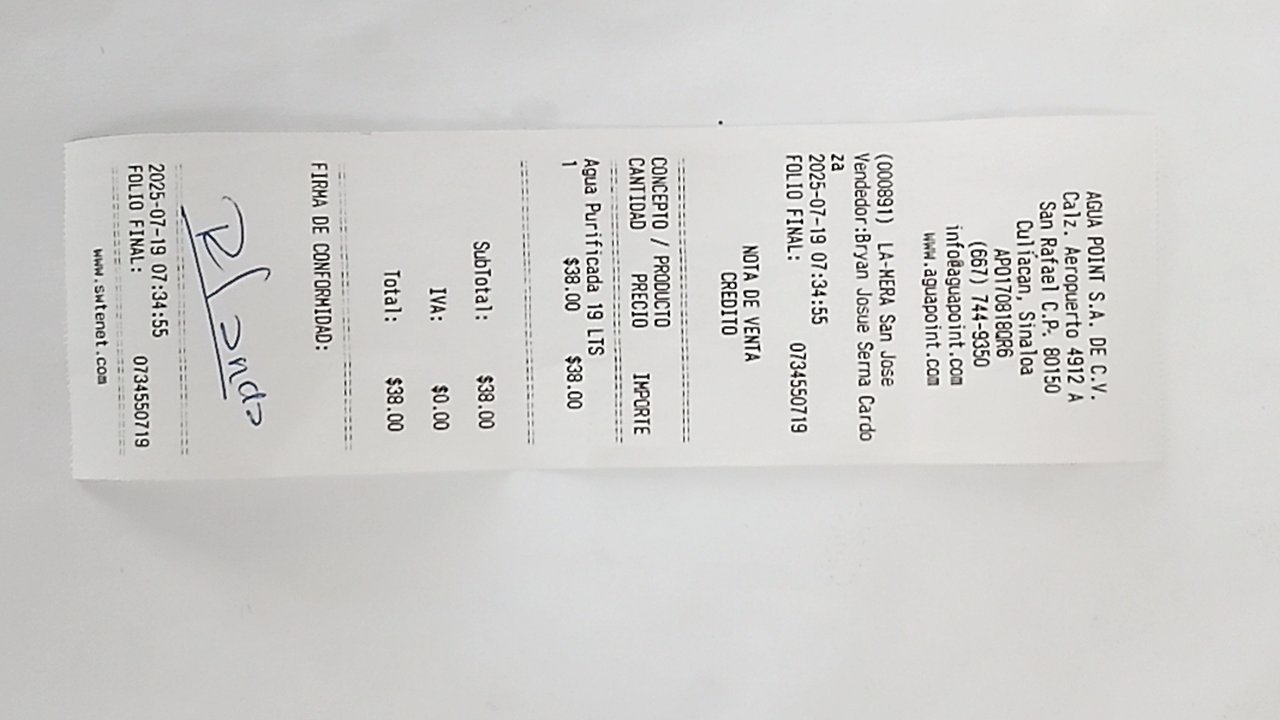 AGUA POINT S.A. DE C.V.
Calz. Aeropuerto 4912 A
San Rafael C.P. 80150
Culiacan, Sinaloa
APO170818QR6
(667) 744-9350
info@aguapoint.com
www.aguapoint.com
(000891) LA-MERA San Jose
Vendedor:Bryan Josue Serna Cardo
za
2025-07-19 07:34:55
FOLIO FINAL: 0734550719
NOTA DE VENTA
CREDITO
================================
CONCEPTO / PRODUCTO
CANTIDAD PRECIO IMPORTE
================================
Agua Purificada 19 LTS
1 $38.00 $38.00
================================
SubTotal: $38.00
IVA: $0.00
Total: $38.00
================================
FIRMA DE CONFORMIDAD:
================================
2025-07-19 07:34:55
FOLIO FINAL: 0734550719
================================
www.swtenet.com